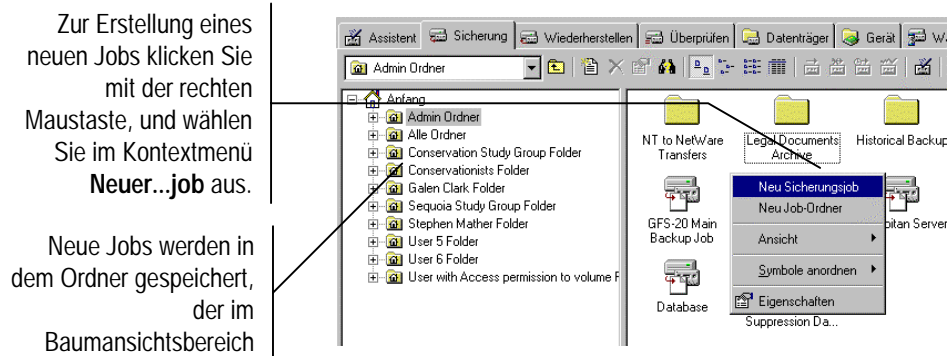 Zur Erstellung eines
neuen Jobs klicken Sie
mit der rechten
Maustaste, und wählen
Sie im Kontextmenü
Neuer...job aus.
Neue Jobs werden in
dem Ordner gespeichert,
der im
Baumansichtsbereich
Assistent Sicherung Wiederherstellen Überprüfen Datenträger Gerät
Admin Ordner
Anfang
Admin Ordner
Alle Ordner
Conservation Study Group Folder
Conservationists Folder
Galen Clark Folder
Sequoia Study Group Folder
Stephen Mather Folder
User 5 Folder
User 6 Folder
User with Access permission to volume F
NT to NetWare
Transfers
Legal Documents
Archive
Historical Backup
GFS-20 Main
Backup Job
pitan Server
Database
Suppression Da...
Neu Sicherungsjob
Neu Job-Ordner
Ansicht
Symbole anordnen
Eigenschaften